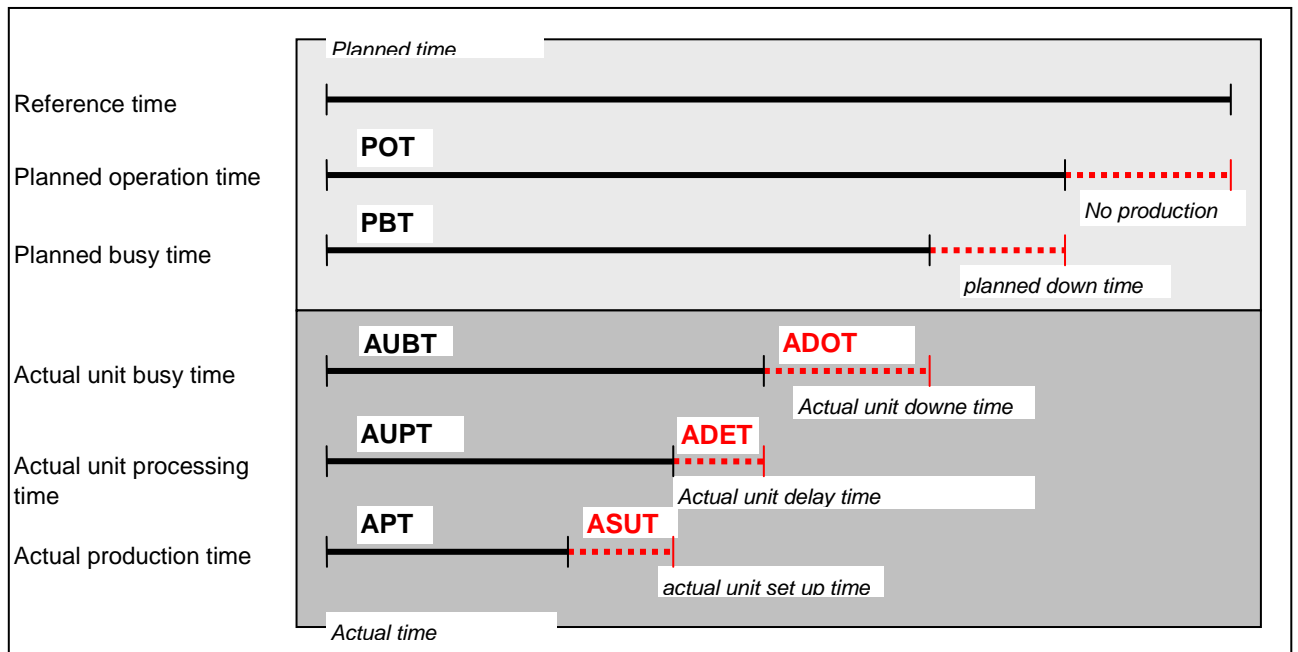 Planned time
Reference time
POT
Planned operation time
No production
PBT
Planned busy time
planned down time
AUBT
ADOT
Actual unit busy time
Actual unit downe time
AUPT
ADET
Actual unit processing
time
Actual unit delay time
APT
ASUT
Actual production time
actual unit set up time
Actual time